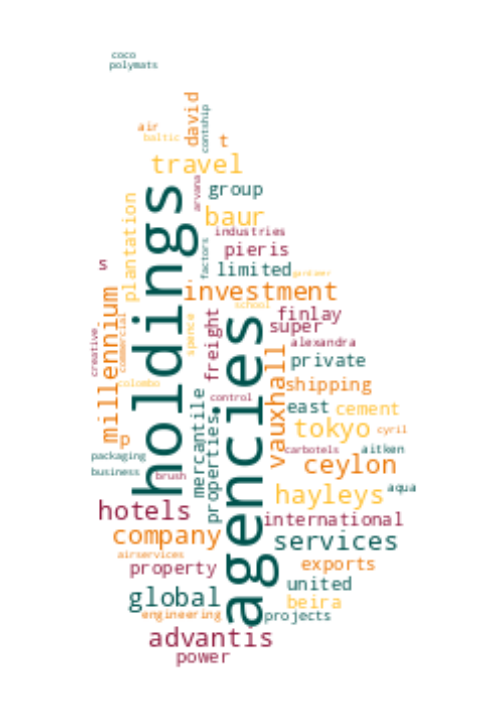 coco
polymats
david
contship
air
baltic
t
travel
arvana
group
plantation
holdings
baur
industries
pieris
factors
s
limited
investment
school
millennium
finlay
super
freight
spence
commercial
creative
alexandra
vauxhall
private
agencies
colombo
shipping
control
mercantile
east
cement
properties
tokyo
cyril
p
carbotels
aitken
packaging
ceylon
business
brush
aqua
hayleys
hotels
international
company
services
airservices
property
exports
united
global
beira
engineering
projects
advantis
power